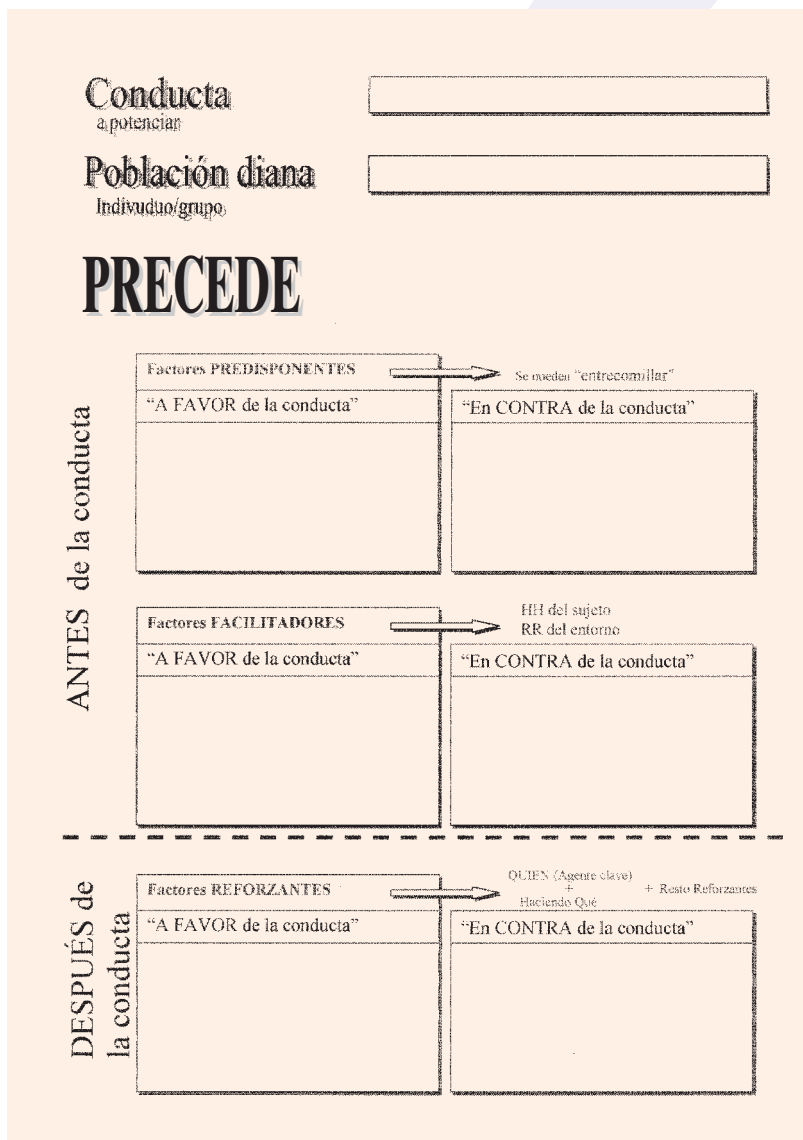 Conducta
a potenciar
Población diana
Indivuduo/grupo
PRECEDE
ANTES de la conducta
Factores PREDISPONENTES
Se pueden “entrecomillar”
“A FAVOR de la conducta”
“En CONTRA de la conducta”
Factores FACILITADORES
HH del sujeto
RR del entorno
“A FAVOR de la conducta”
“En CONTRA de la conducta”
DESPUÉS de
la conducta
Factores REFORZANTES
QUIEN (Agente clave)
+
Haciendo Qué
+ Resto Reforzantes
“A FAVOR de la conducta”
“En CONTRA de la conducta”